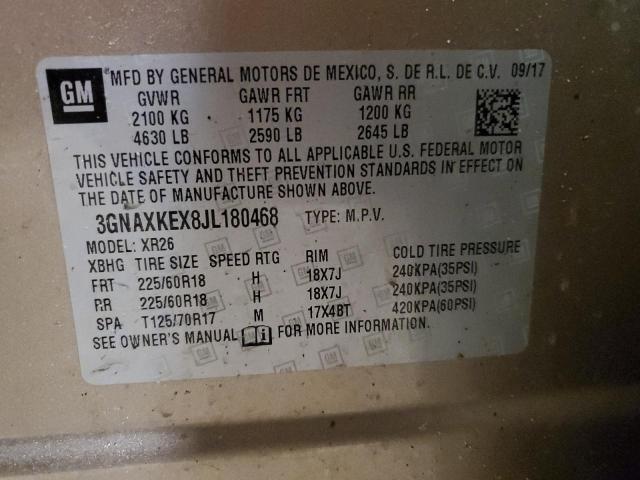 GM MFD BY GENERAL MOTORS DE MEXICO, S. DE R.L. DE C.V. 09/17
GVWR GAWR FRT GAWR RR
2100 KG 1175 KG 1200 KG
4630 LB 2590 LB 2645 LB
THIS VEHICLE CONFORMS TO ALL APPLICABLE U.S. FEDERAL MOTOR
VEHICLE SAFETY AND THEFT PREVENTION STANDARDS IN EFFECT ON
THE DATE OF MANUFACTURE SHOWN ABOVE.
3GNAXKEX8JL180468 TYPE: M.P.V.
MODEL: XR26
XBHG TIRE SIZE SPEED RTG RIM COLD TIRE PRESSURE
FRT 225/60R18 H 18X7J 240KPA(35PSI)
RR 225/60R18 H 18X7J 240KPA(35PSI)
SPA T125/70R17 M 17X4BT 420KPA(60PSI)
SEE OWNER'S MANUAL FOR MORE INFORMATION.